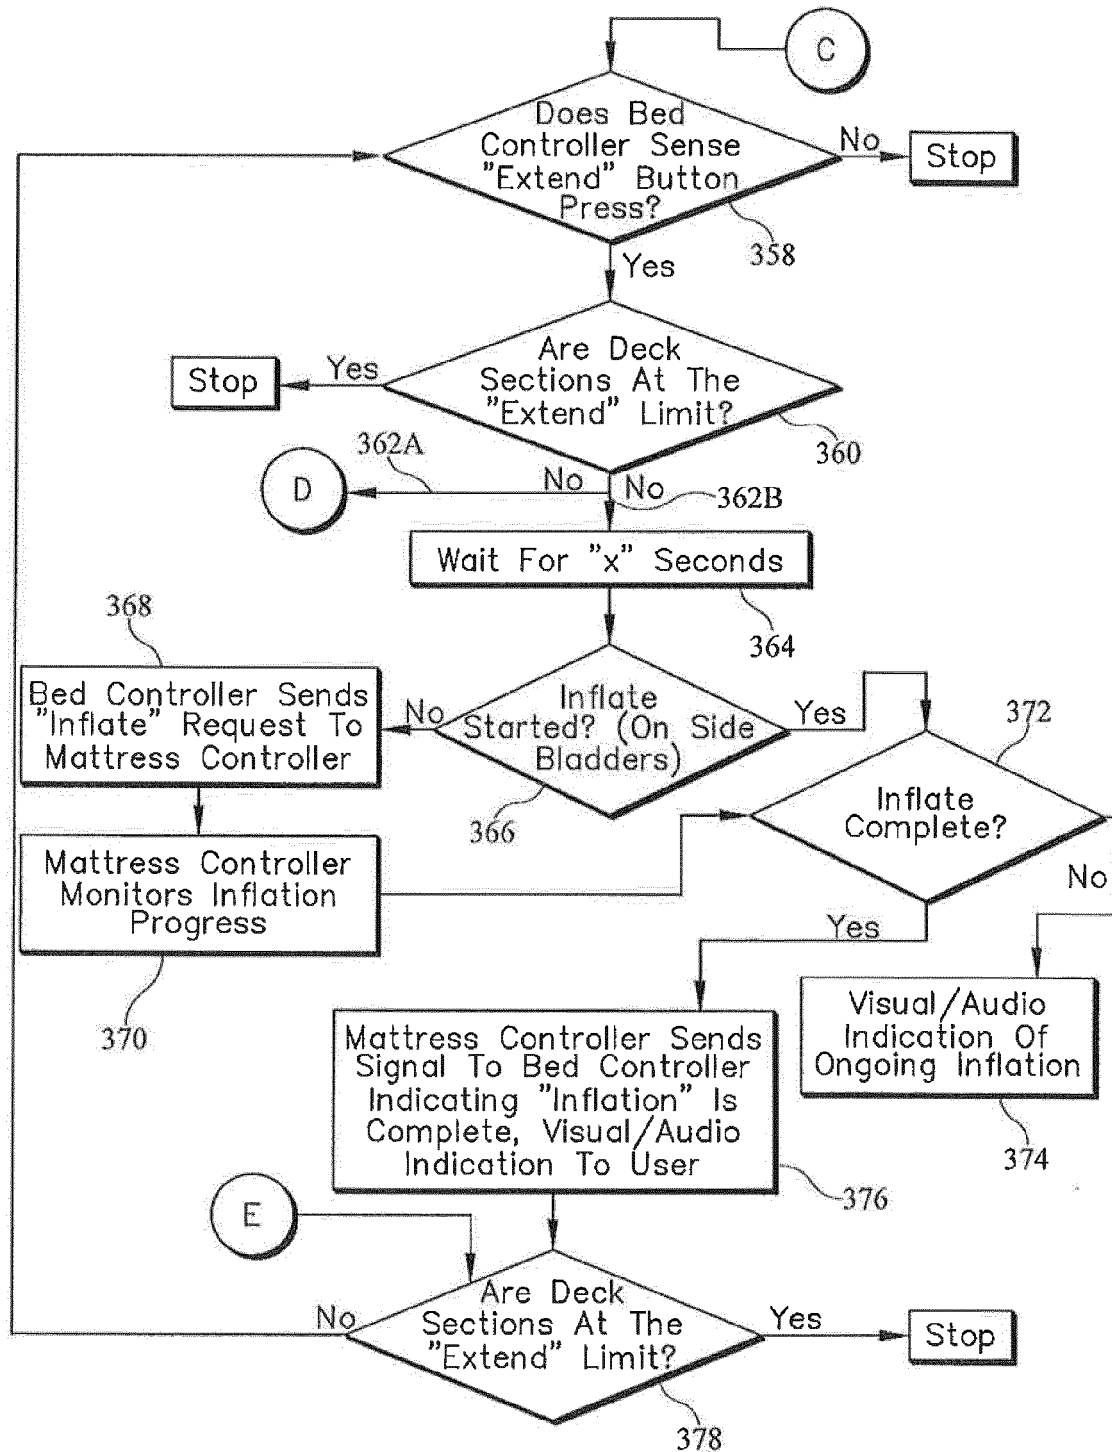 C
Does Bed
Controller Sense
"Extend" Button
Press?
No
Stop
358
Yes
Are Deck
Sections At The
"Extend" Limit?
Yes
Stop
360
362A
D
No
No
362B
Wait For "x" Seconds
364
368
Bed Controller Sends
"Inflate" Request To
Mattress Controller
No
Inflate
Started? (On Side
Bladders)
Yes
366
372
Inflate
Complete?
No
Yes
Mattress Controller
Monitors Inflation
Progress
370
Visual/Audio
Indication Of
Ongoing Inflation
374
Mattress Controller Sends
Signal To Bed Controller
Indicating "Inflation" Is
Complete, Visual/Audio
Indication To User
376
E
Are Deck
Sections At The
"Extend" Limit?
No
Yes
Stop
378